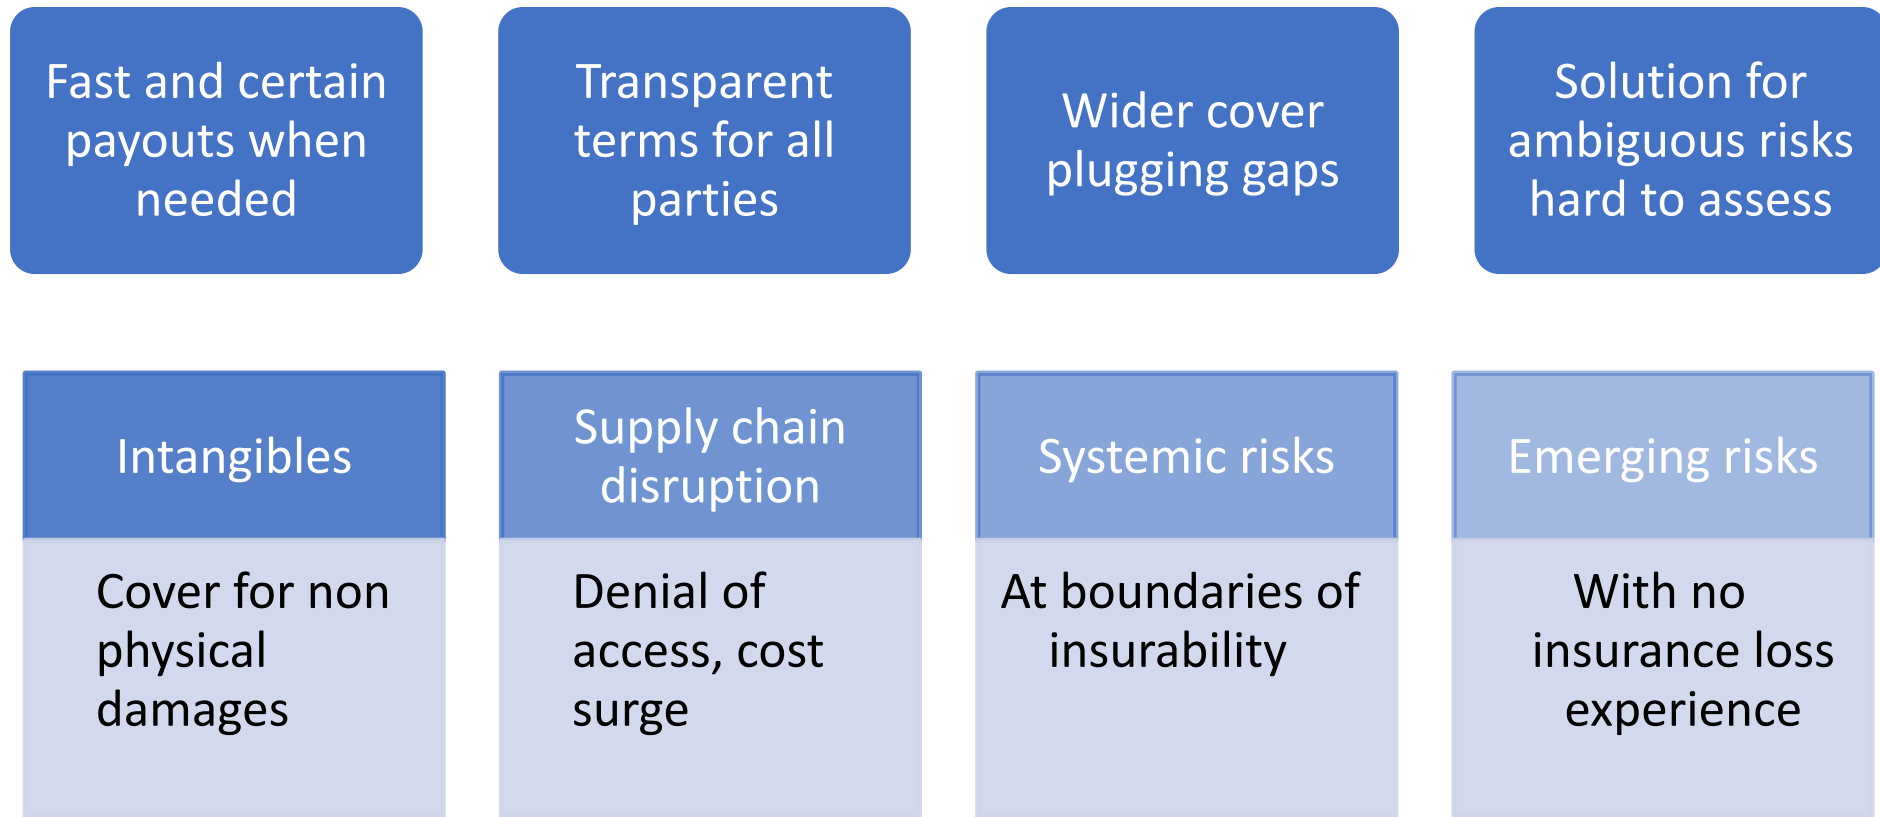 Fast and certain
payouts when
needed
Transparent
terms for all
parties
Wider cover
plugging gaps
Solution for
ambiguous risks
hard to assess
Intangibles
Cover for non
physical
damages
Supply chain
disruption
Denial of
access, cost
surge
Systemic risks
At boundaries of
insurability
Emerging risks
With no
insurance loss
experience